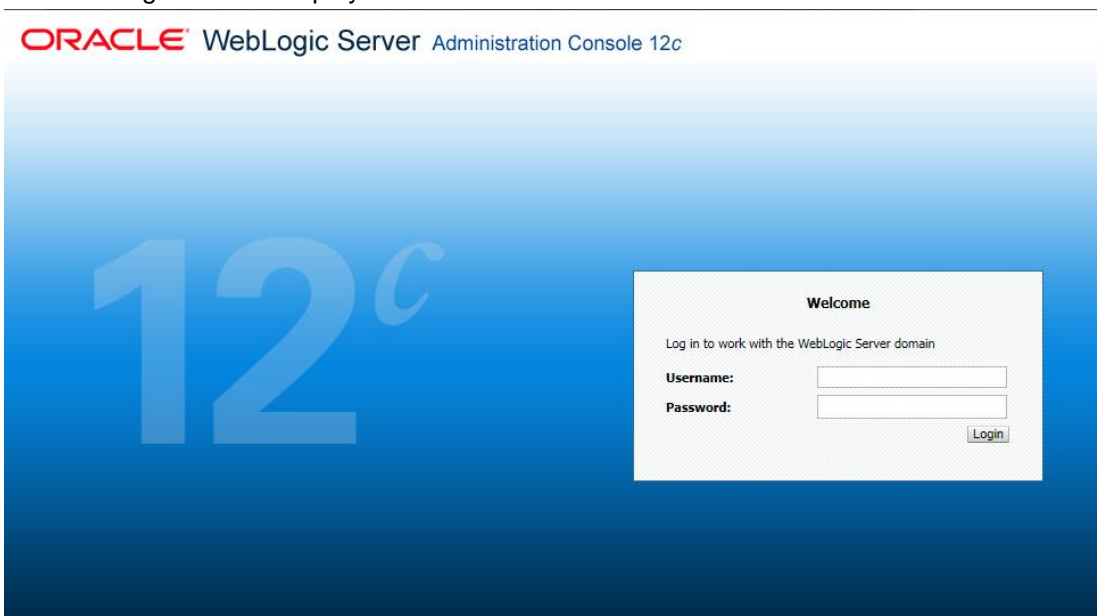 ORACLE WebLogic Server Administration Console 12c
12c
Welcome
Log in to work with the WebLogic Server domain
Username:
Password:
Login